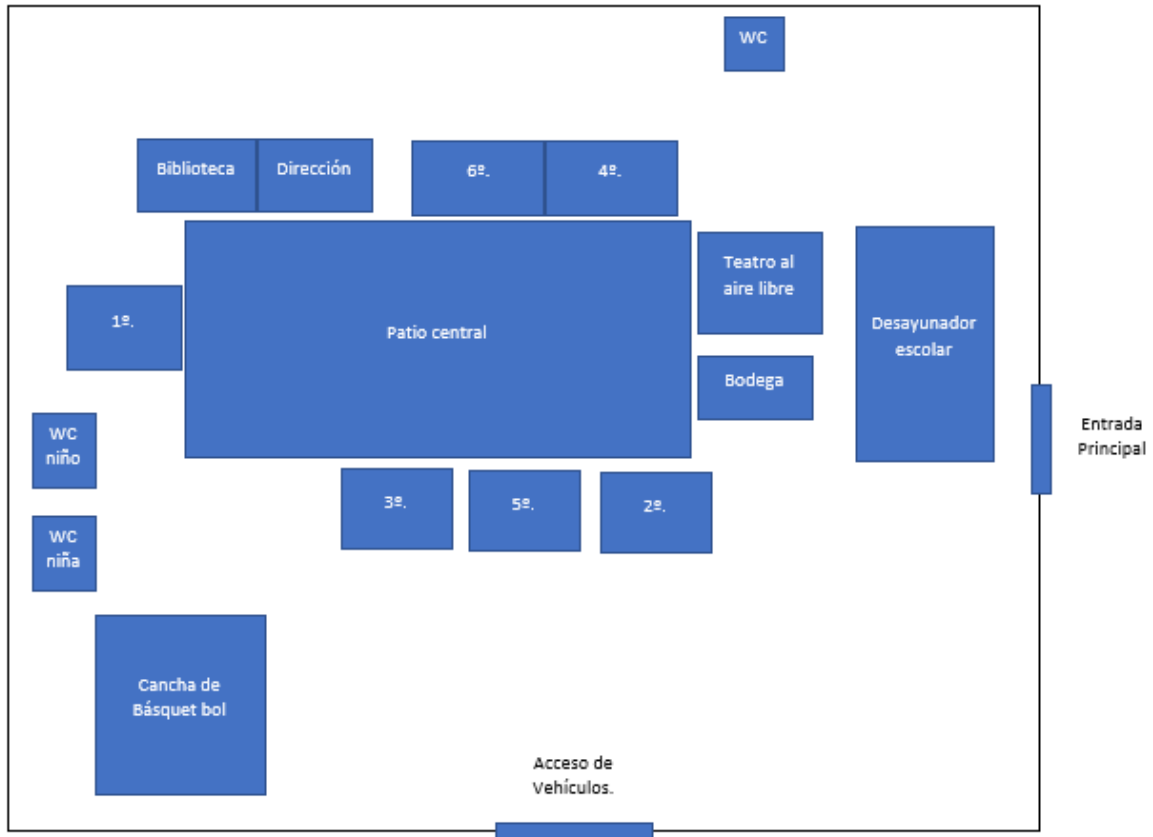 WC
Biblioteca
Dirección
6º.
4º.
Teatro al
aire libre
Desayunador
escolar
1º.
Patio central
Bodega
Entrada
Principal
WC
niño
3º.
5º.
2º.
WC
niña
Cancha de
Básquet bol
Acceso de
Vehículos.